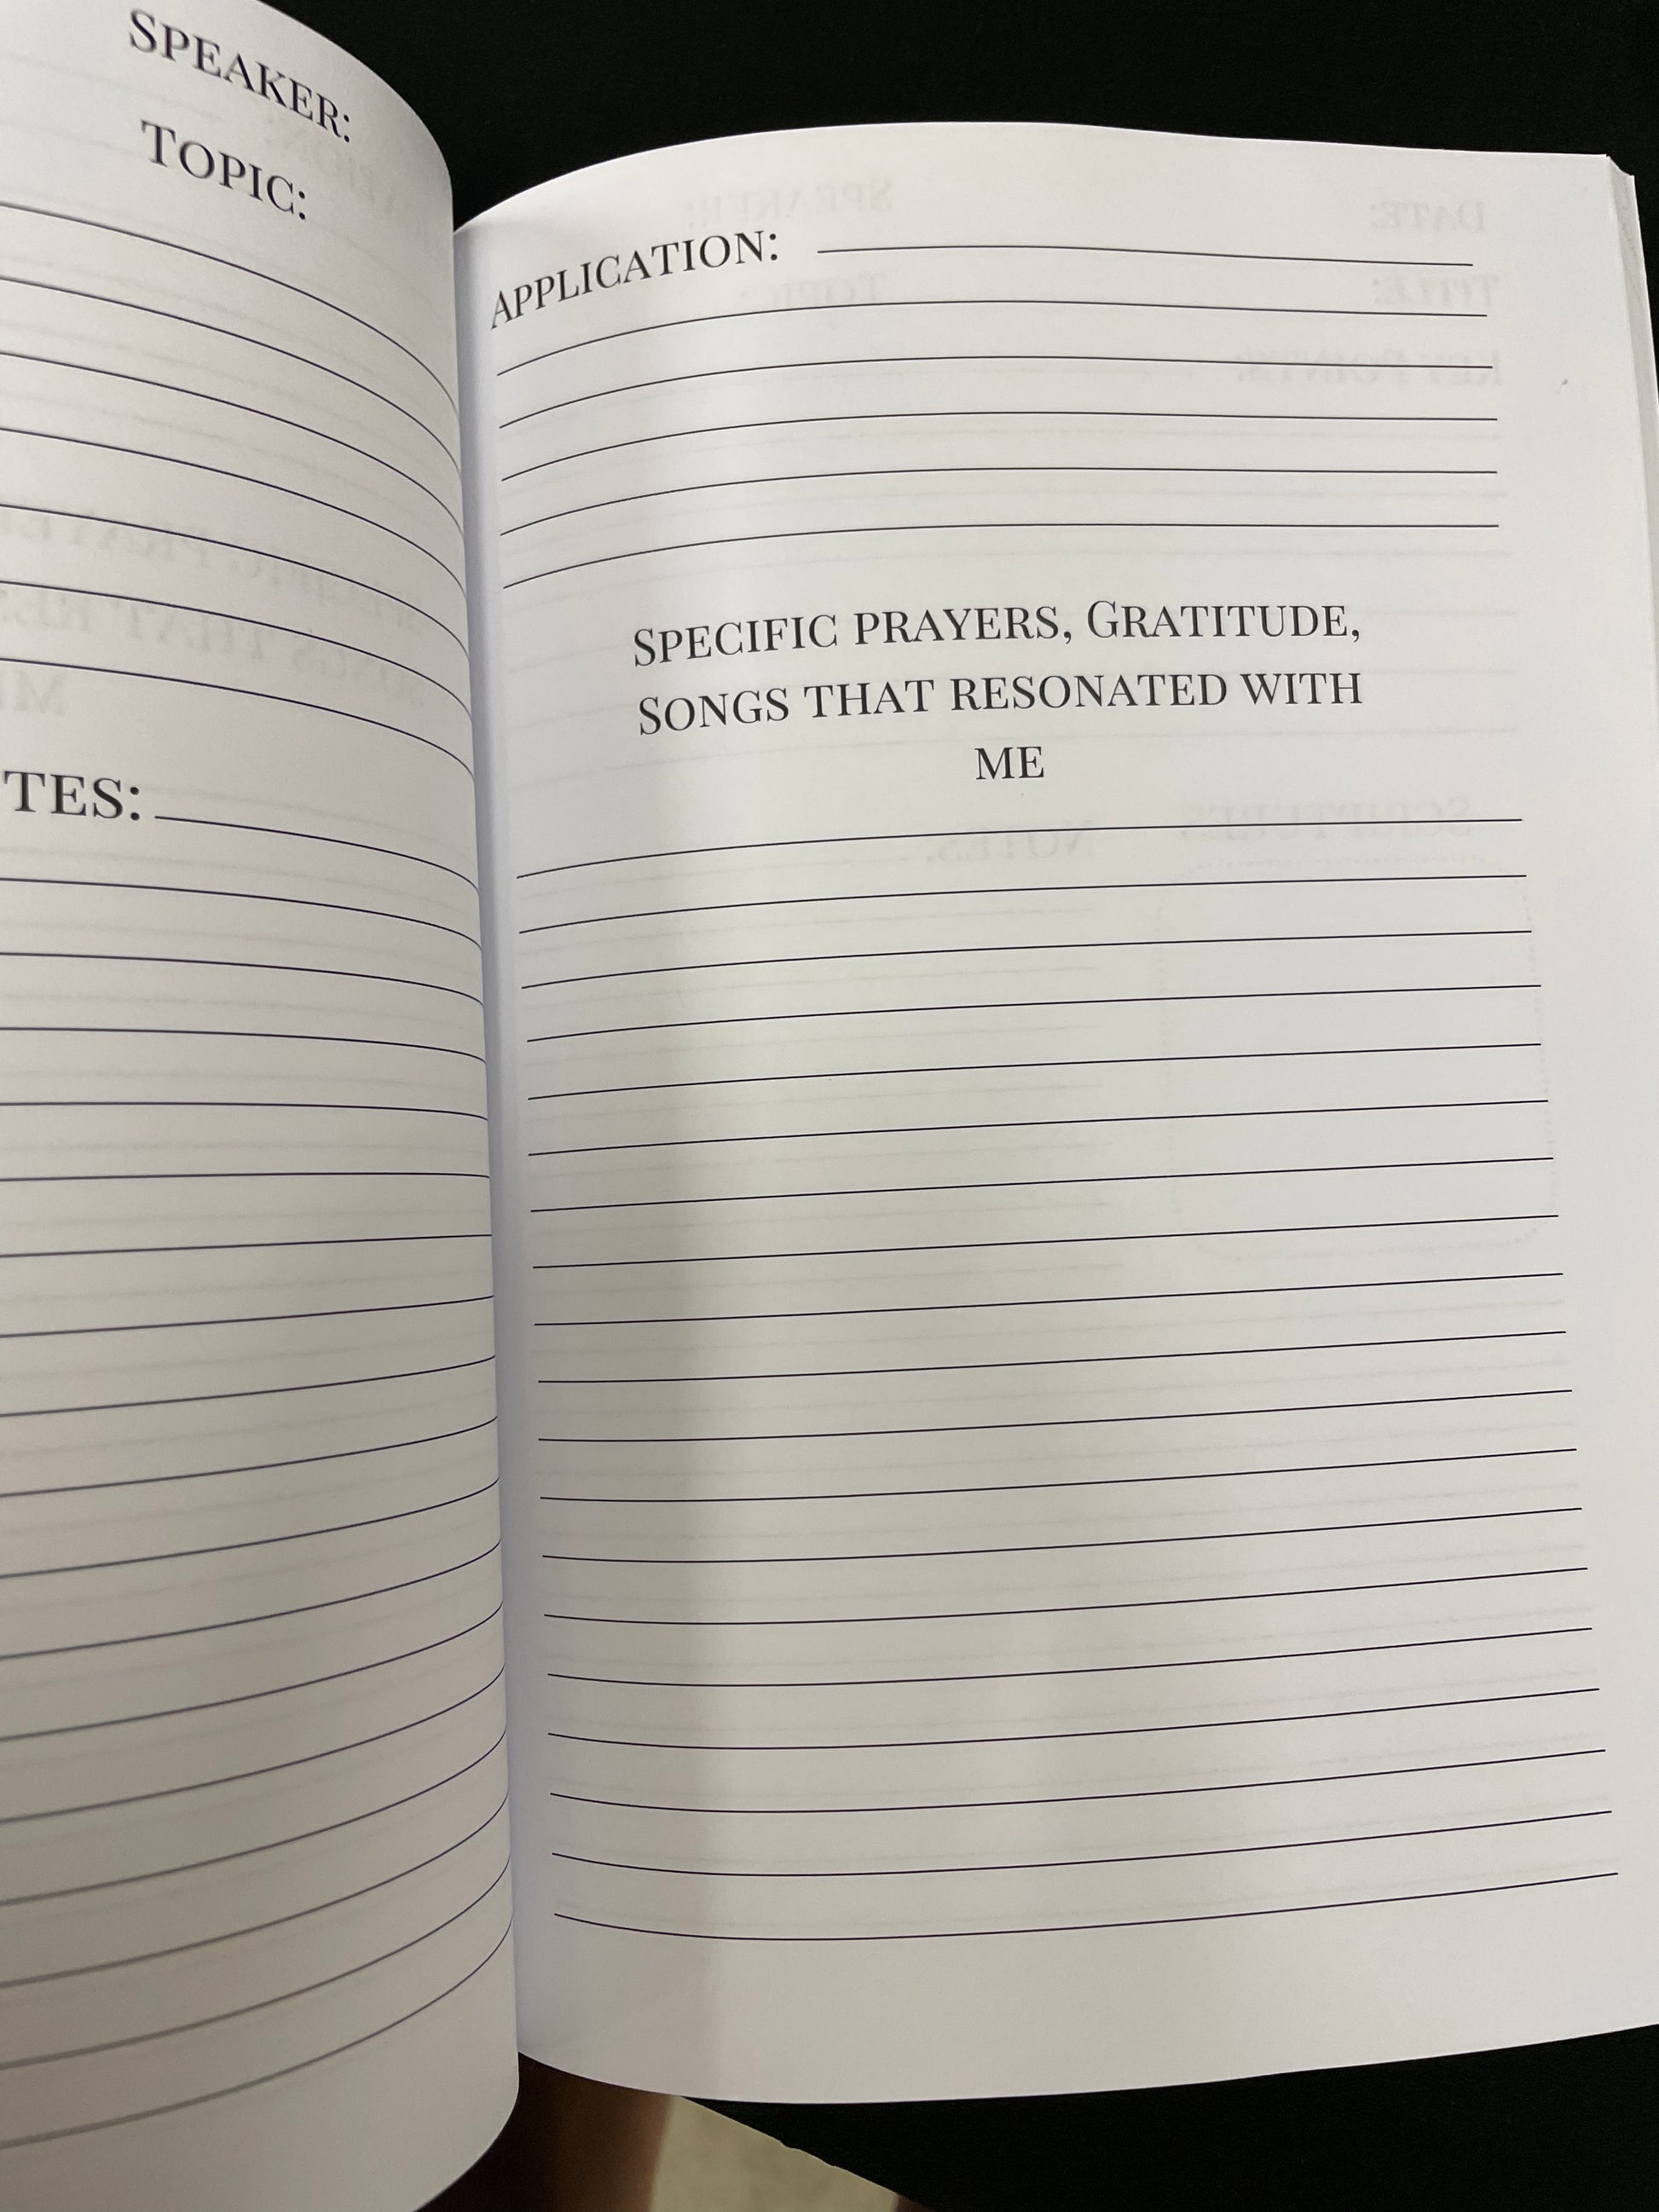 SPEAKER:
TOPIC:
TES:
APPLICATION:
SPECIFIC PRAYERS, GRATITUDE,
SONGS THAT RESONATED WITH
ME